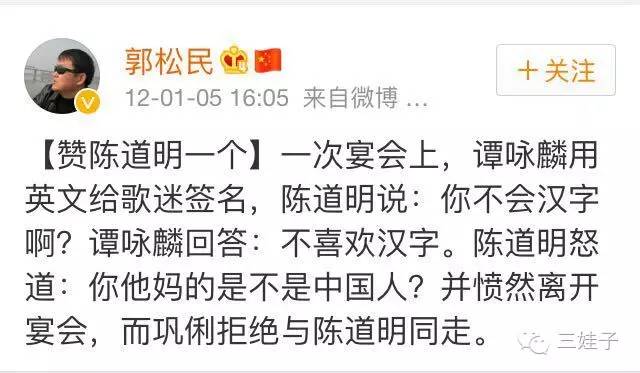 郭松民
+关注
12-01-05 16:05 来自微博 ...
【赞陈道明一个】一次宴会上，谭咏麟用
英文给歌迷签名，陈道明说：你不会汉字
啊？谭咏麟回答：不喜欢汉字。陈道明怒
道：你他妈的是不是中国人？并愤然离开
宴会，而巩俐拒绝与陈道明同走。
三娃子